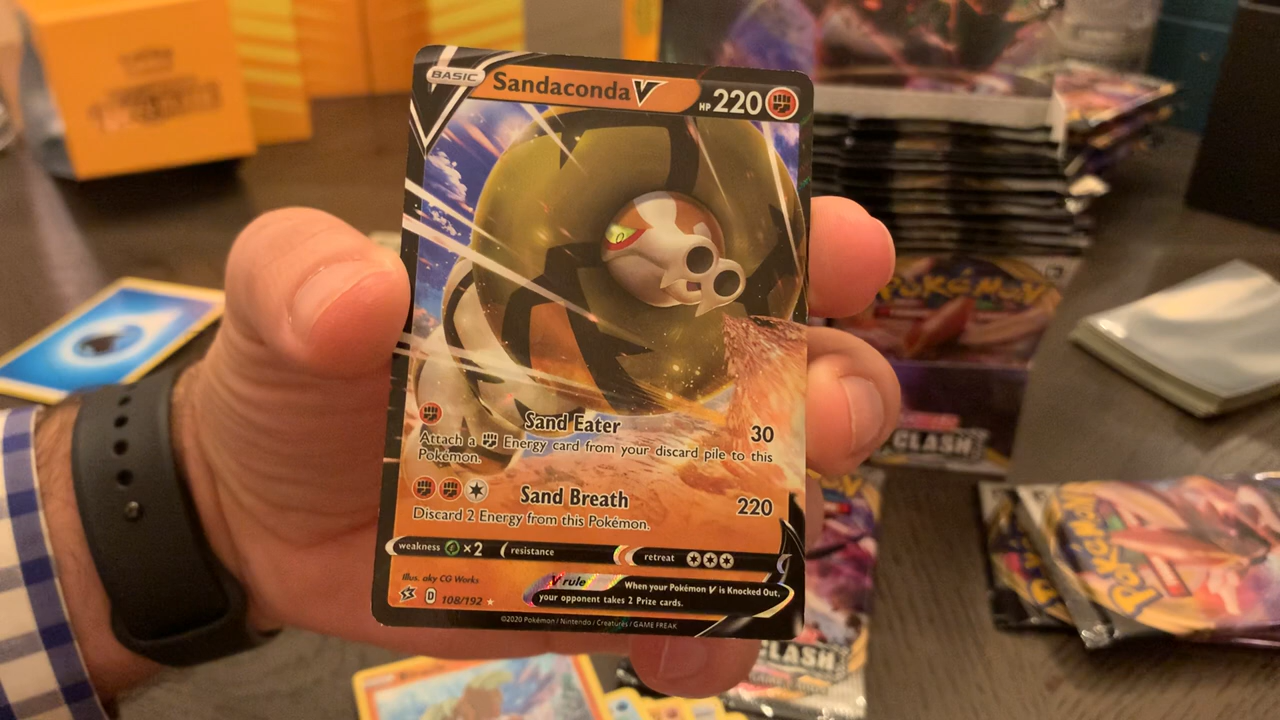 BASIC Sandaconda V HP 220
Sand Eater 30
Attach a Energy card from your discard pile to this
Pokémon.
Sand Breath 220
Discard 2 Energy from this Pokémon.
weakness ×2 resistance retreat
Illus. aky CG Works
V rule When your Pokémon V is Knocked Out,
your opponent takes 2 Prize cards.
D 108/192
©2020 Pokémon / Nintendo / Creatures / GAME FREAK
POKÉMON
CLASH
POKÉMON
CLASH